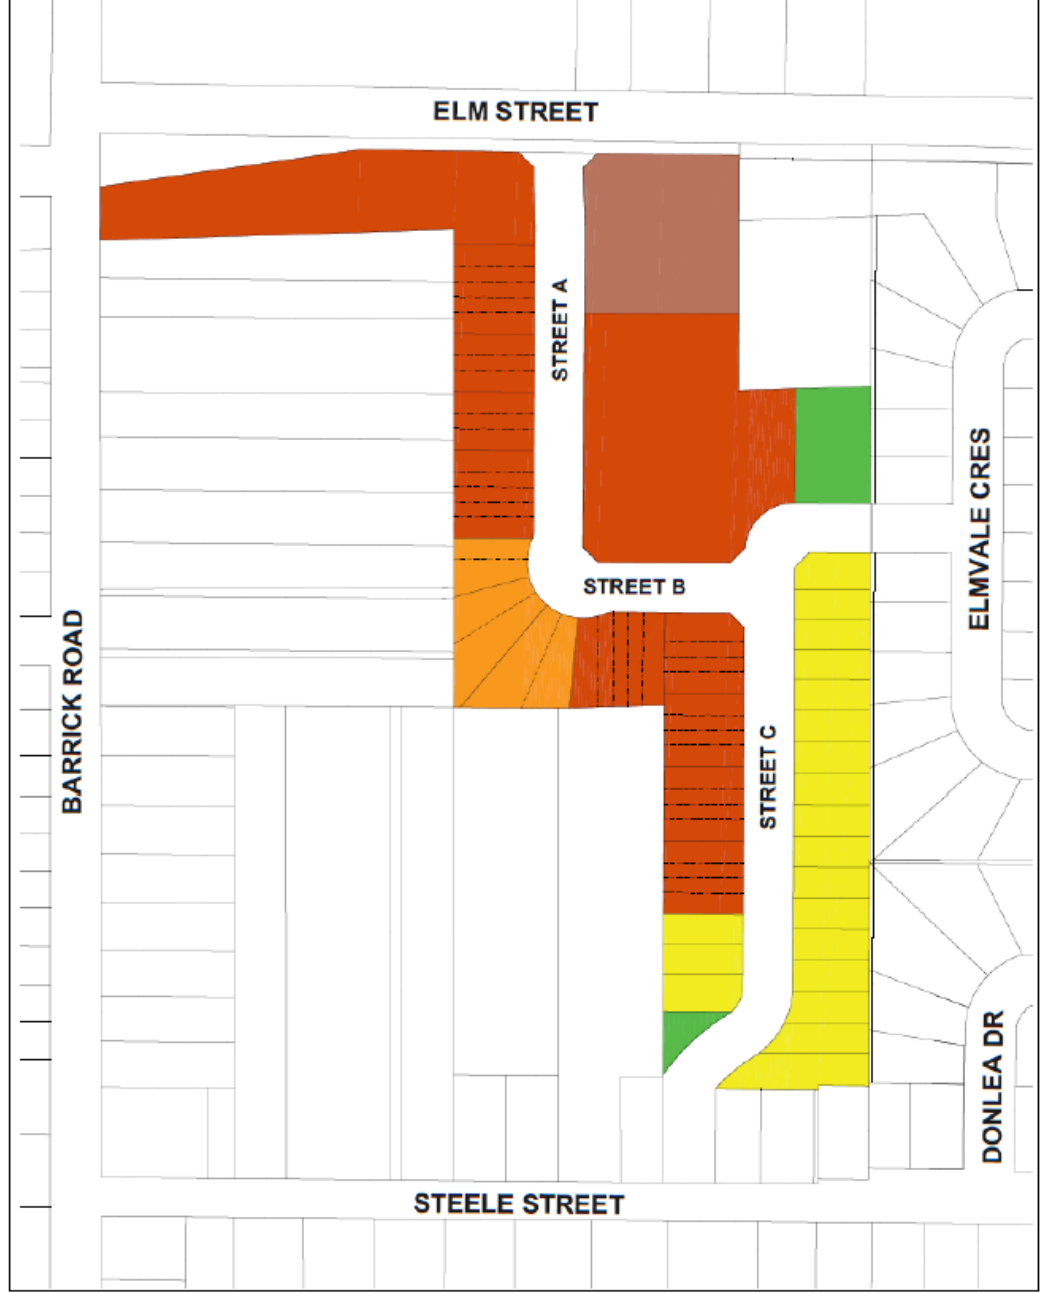 ELM STREET
STREET A
ELMVALE CRES
STREET B
BARRICK ROAD
STREET C
DONLEA DR
STEELE STREET